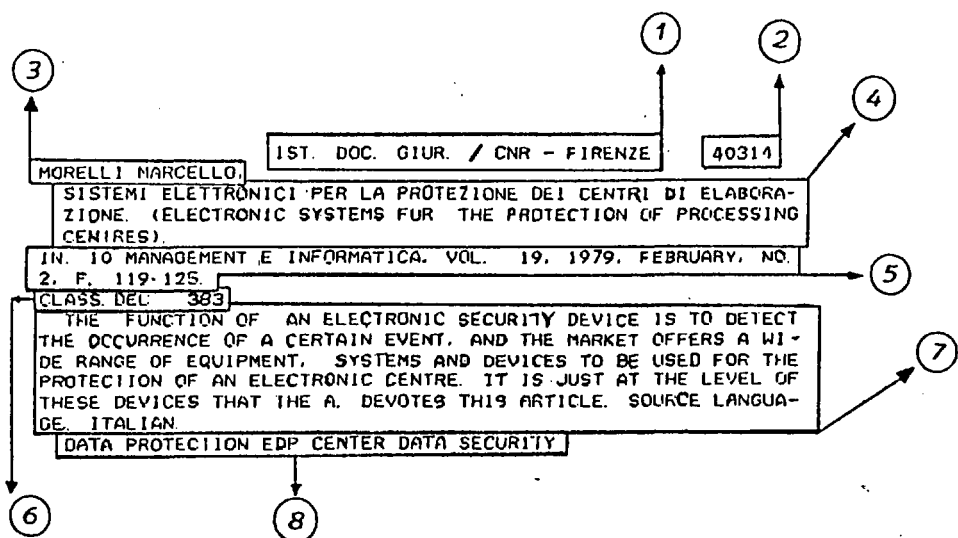 1
2
3
4
IST. DOC. GIUR. / CNR - FIRENZE 40314
MORELLI MARCELLO.
SISTEMI ELETTRONICI PER LA PROTEZIONE DEI CENTRI DI ELABORA-
ZIONE. (ELECTRONIC SYSTEMS FUR THE PROTECTION OF PROCESSING
CENIRES).
IN. IO MANAGEMENT E INFORMATICA. VOL. 19, 1979, FEBRUARY, NO.
2, P. 119-125.
5
CLASS. DEL 383
THE FUNCTION OF AN ELECTRONIC SECURITY DEVICE IS TO DETECT
THE OCCURRENCE OF A CERTAIN EVENT, AND THE MARKET OFFERS A WI-
DE RANGE OF EQUIPMENT, SYSTEMS AND DEVICES TO BE USED FOR THE
PROTECTION OF AN ELECTRONIC CENTRE. IT IS JUST AT THE LEVEL OF
THESE DEVICES THAT THE A. DEVOTES THIS ARTICLE. SOURCE LANGUA-
GE. ITALIAN.
7
DATA PROTECTION EDP CENTER DATA SECURITY
6
8